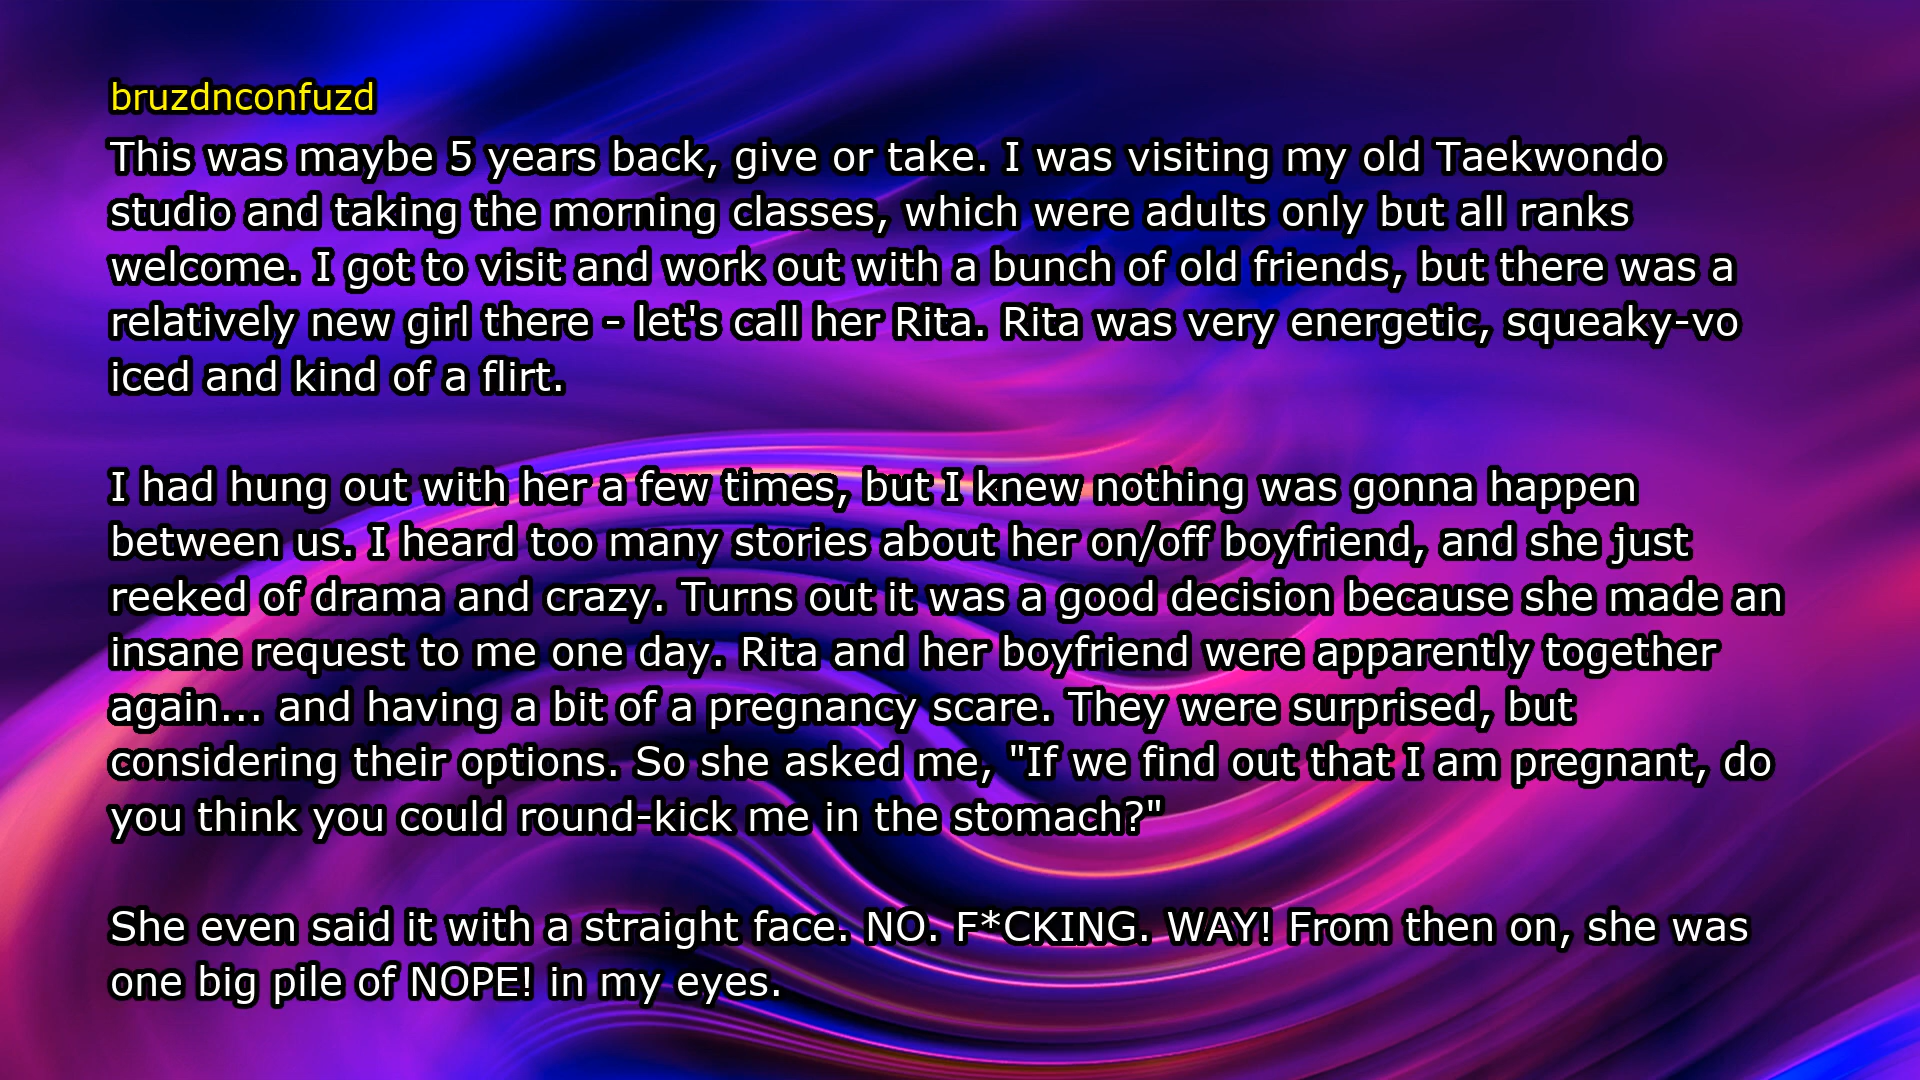 bruzdnconfuzd
This was maybe 5 years back, give or take. I was visiting my old Taekwondo
studio and taking the morning classes, which were adults only but all ranks
welcome. I got to visit and work out with a bunch of old friends, but there was a
relatively new girl there - let's call her Rita. Rita was very energetic, squeaky-vo
iced and kind of a flirt.
I had hung out with her a few times, but I knew nothing was gonna happen
between us. I heard too many stories about her on/off boyfriend, and she just
reeked of drama and crazy. Turns out it was a good decision because she made an
insane request to me one day. Rita and her boyfriend were apparently together
again... and having a bit of a pregnancy scare. They were surprised, but
considering their options. So she asked me, "If we find out that I am pregnant, do
you think you could round-kick me in the stomach?"
She even said it with a straight face. NO. F*CKING. WAY! From then on, she was
one big pile of NOPE! in my eyes.